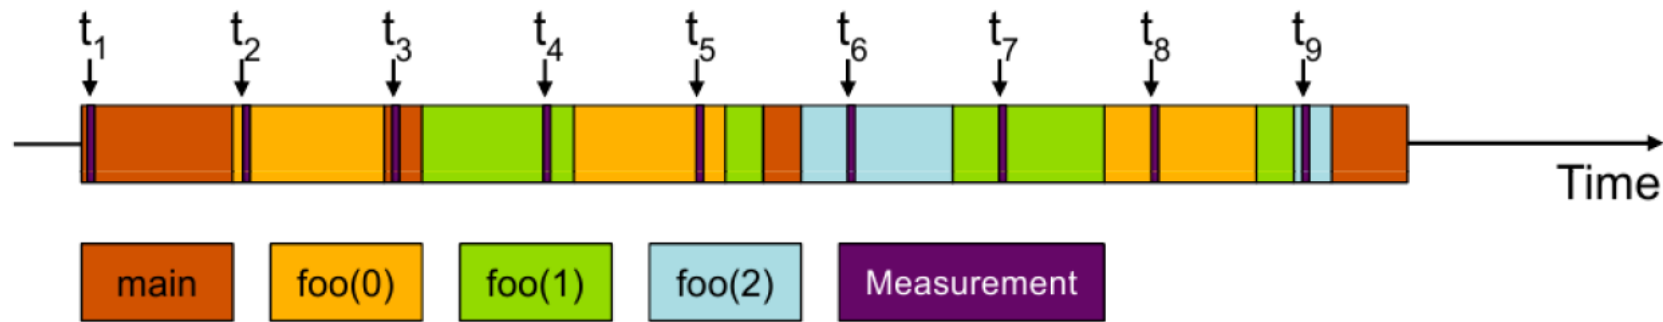 t1 t2 t3 t4 t5 t6 t7 t8 t9
Time
main foo(0) foo(1) foo(2) Measurement